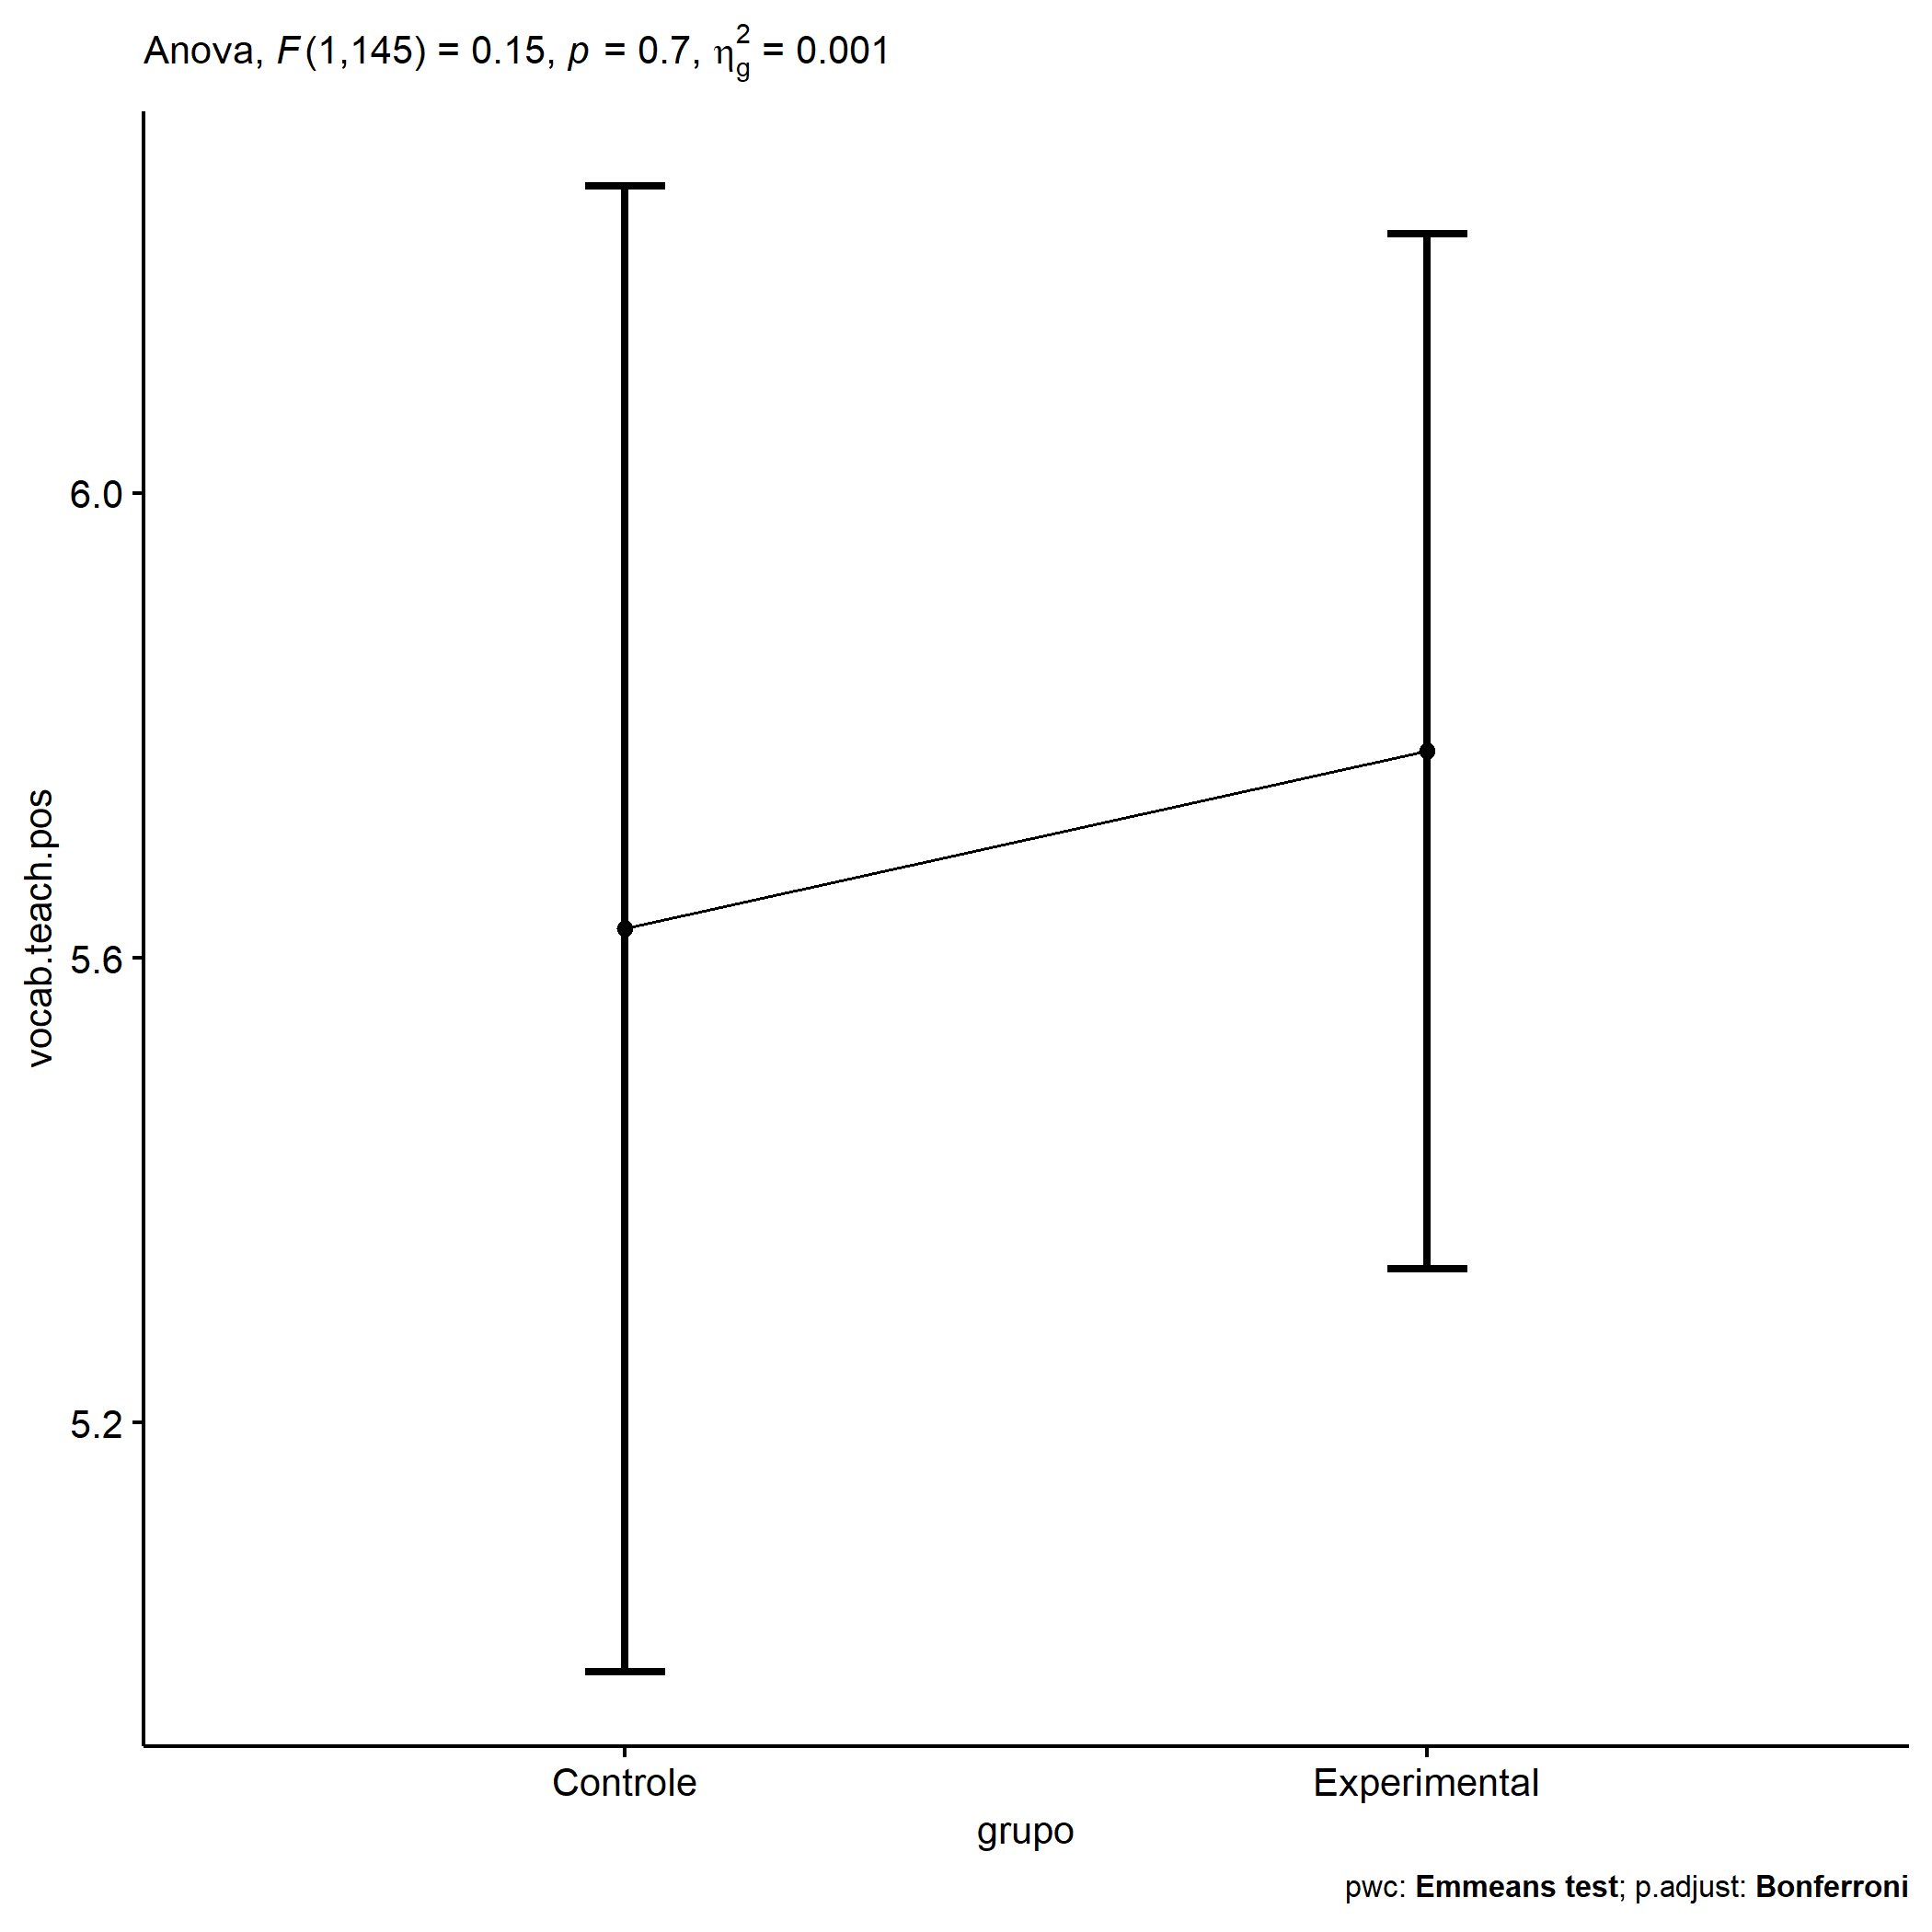 Anova, F(1,145) = 0.15, p = 0.7, η²g = 0.001
vocab.teach.pos
6.0
5.6
5.2
Controle Experimental
grupo
pwc: Emmeans test; p.adjust: Bonferroni